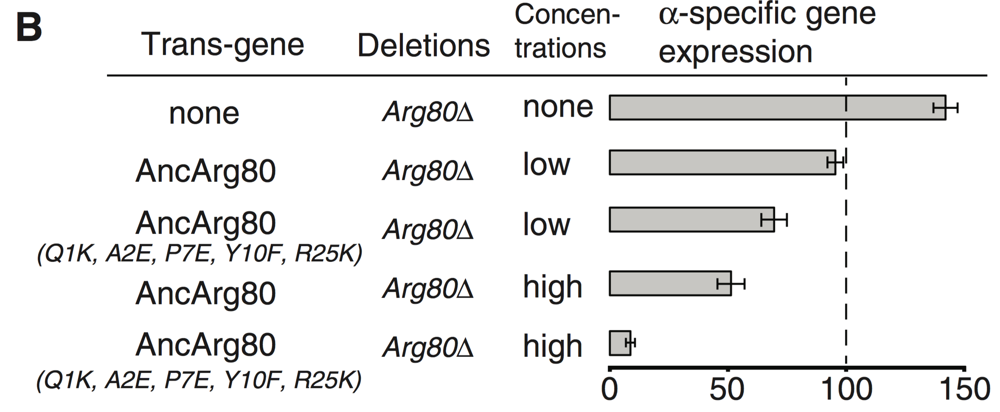 B
Trans-gene Deletions Concen-
trations α-specific gene
expression
none Arg80Δ none
AncArg80 Arg80Δ low
AncArg80 Arg80Δ low
(Q1K, A2E, P7E, Y10F, R25K)
AncArg80 Arg80Δ high
AncArg80 Arg80Δ high
(Q1K, A2E, P7E, Y10F, R25K)
0 50 100 150